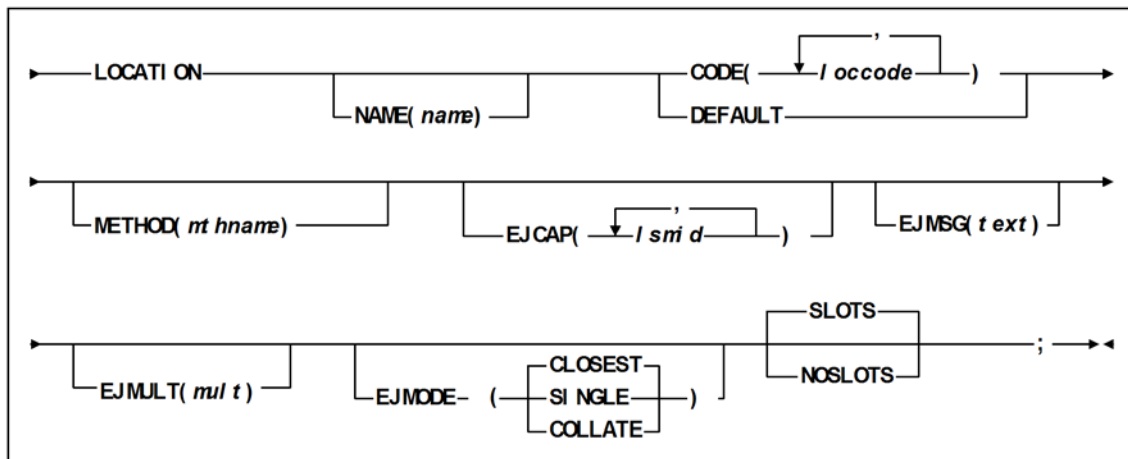 ,
LOCATION CODE( loccode )
NAME(name) DEFAULT
, 
METHOD(mthname) EJCAP( lsmid ) EJMSG(text)
SLOTS
CLOSEST ;
EJMULT(mult) EJMODE ( SINGLE ) NOSLOTS
COLLATE